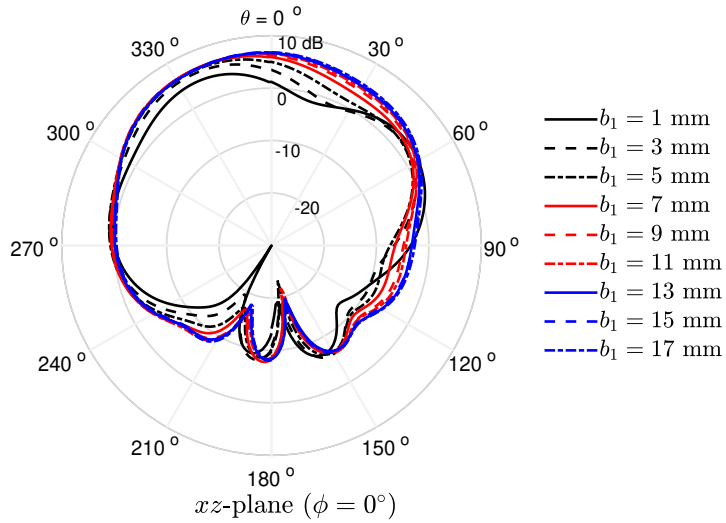 θ = 0 °
10 dB
0
-10
-20
30 °
60 °
90 °
120 °
150 °
180 °
210 °
240 °
270 °
300 °
330 °
b₁ = 1 mm
b₁ = 3 mm
b₁ = 5 mm
b₁ = 7 mm
b₁ = 9 mm
b₁ = 11 mm
b₁ = 13 mm
b₁ = 15 mm
b₁ = 17 mm
xz-plane (ϕ = 0°)